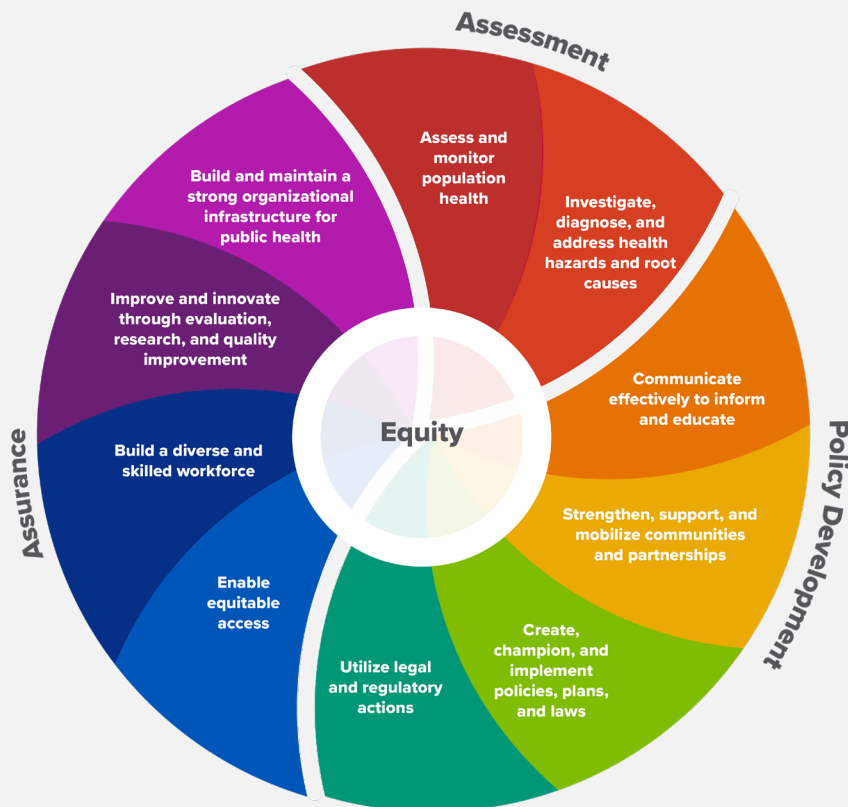 Assessment
Assess and
monitor
population
health
Investigate,
diagnose, and
address health
hazards and root
causes
Policy Development
Communicate
effectively to inform
and educate
Strengthen, support, and
mobilize communities
and partnerships
Create,
champion, and
implement
policies, plans,
and laws
Utilize legal
and regulatory
actions
Assurance
Enable
equitable
access
Build a diverse and
skilled workforce
Improve and innovate
through evaluation,
research, and quality
improvement
Build and maintain a
strong organizational
infrastructure for
public health
Equity